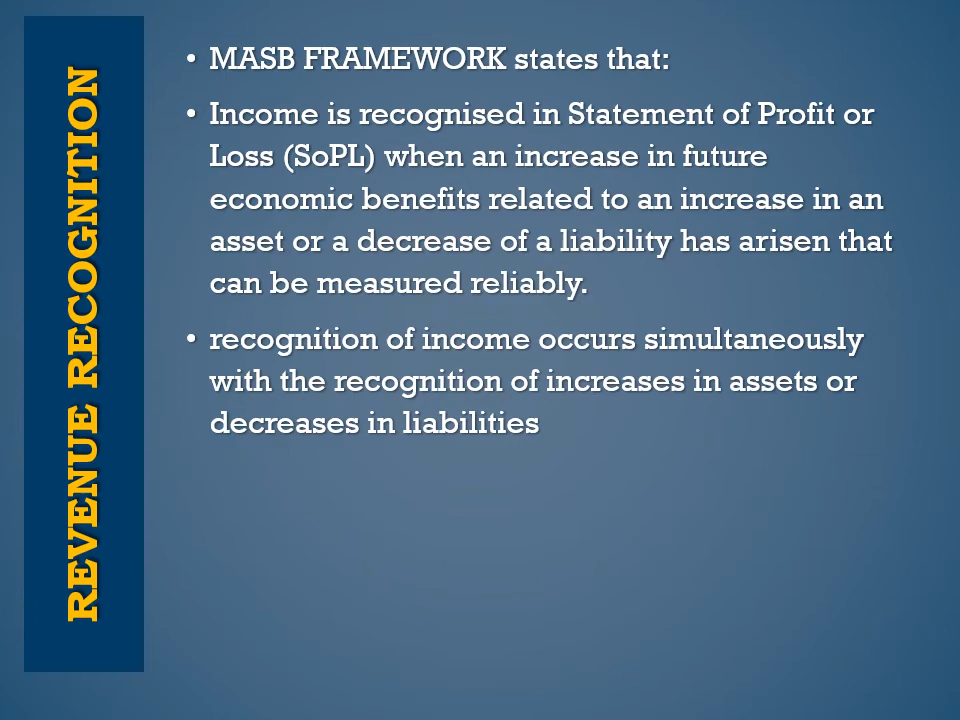 REVENUE RECOGNITION
• MASB FRAMEWORK states that:
• Income is recognised in Statement of Profit or
Loss (SoPL) when an increase in future
economic benefits related to an increase in an
asset or a decrease of a liability has arisen that
can be measured reliably.
• recognition of income occurs simultaneously
with the recognition of increases in assets or
decreases in liabilities